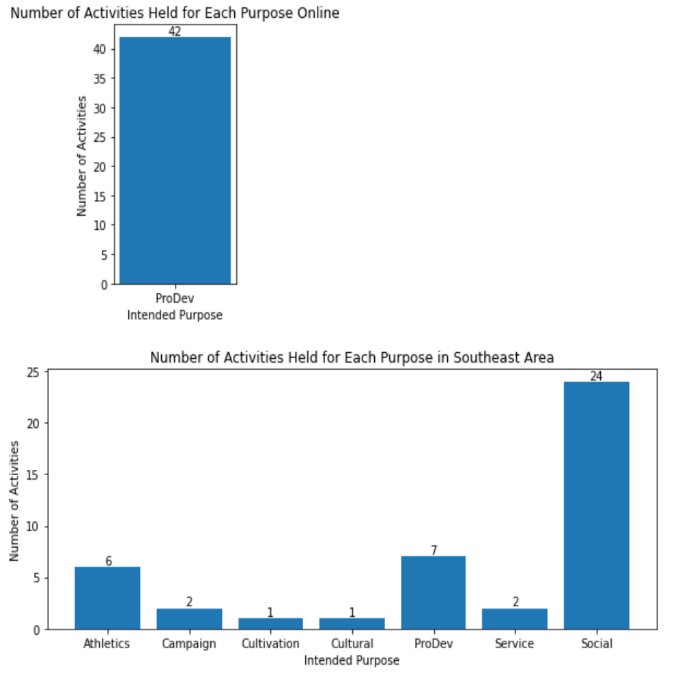 Number of Activities Held for Each Purpose Online
42
40
35
30
25
20
15
10
5
0
Number of Activities
ProDev
Intended Purpose
Number of Activities Held for Each Purpose in Southeast Area
25
20
15
10
5
0
Number of Activities
6
2
1
1
7
2
24
Athletics Campaign Cultivation Cultural ProDev Service Social
Intended Purpose